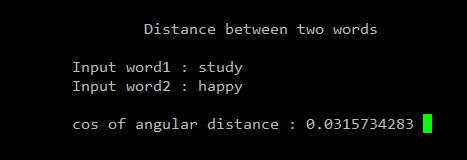 Distance between two words
Input word1 : study
Input word2 : happy
cos of angular distance : 0.0315734283